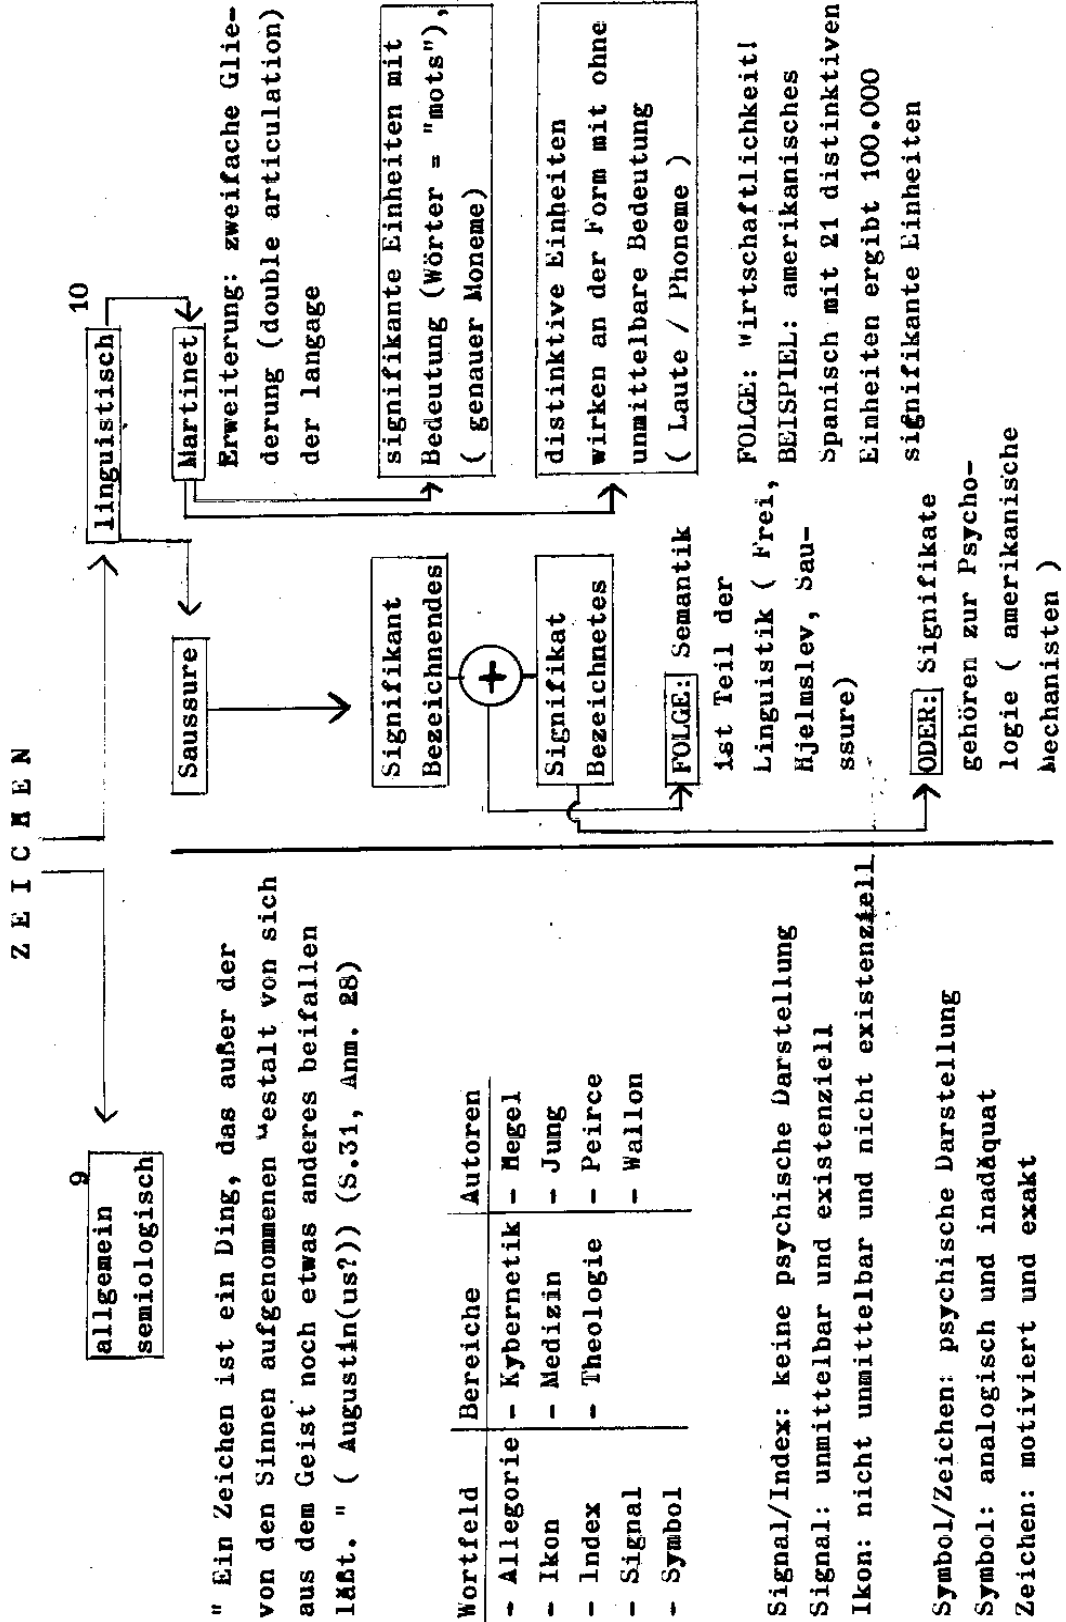 Z E I C H E N
9
allgemein
semiologisch
" Ein Zeichen ist ein Ding, das außer der
von den Sinnen aufgenommenen Gestalt von sich
aus dem Geist noch etwas anderes beifallen
läßt. " ( Augustin(us?)) (S.31, Anm. 28)
Wortfeld Bereiche Autoren
- Allegorie - Kybernetik - Hegel
- Ikon - Medizin - Jung
- Index - Theologie - Peirce
- Signal - Wallon
- Symbol
Signal/Index: keine psychische Darstellung
Signal: unmittelbar und existenziell
Ikon: nicht unmittelbar und nicht existenziell
Symbol/Zeichen: psychische Darstellung
Symbol: analogisch und inadäquat
Zeichen: motiviert und exakt
10
linguistisch
Saussure
Signifikant
Bezeichnendes
+
Signifikat
Bezeichnetes
FOLGE: Semantik
ist Teil der
Linguistik ( Frei,
Hjelmslev, Sau-
ssure)
ODER: Signifikate
gehören zur Psycho-
logie ( amerikanische
Mechanisten )
Martinet
Erweiterung: zweifache Glie-
derung (double articulation)
der langage
signifikante Einheiten mit
Bedeutung (Wörter = "mots"),
( genauer Moneme)
distinktive Einheiten
wirken an der Form mit ohne
unmittelbare Bedeutung
( Laute / Phoneme )
FOLGE: Wirtschaftlichkeit!
BEISPIEL: amerikanisches
Spanisch mit 21 distinktiven
Einheiten ergibt 100.000
signifikante Einheiten